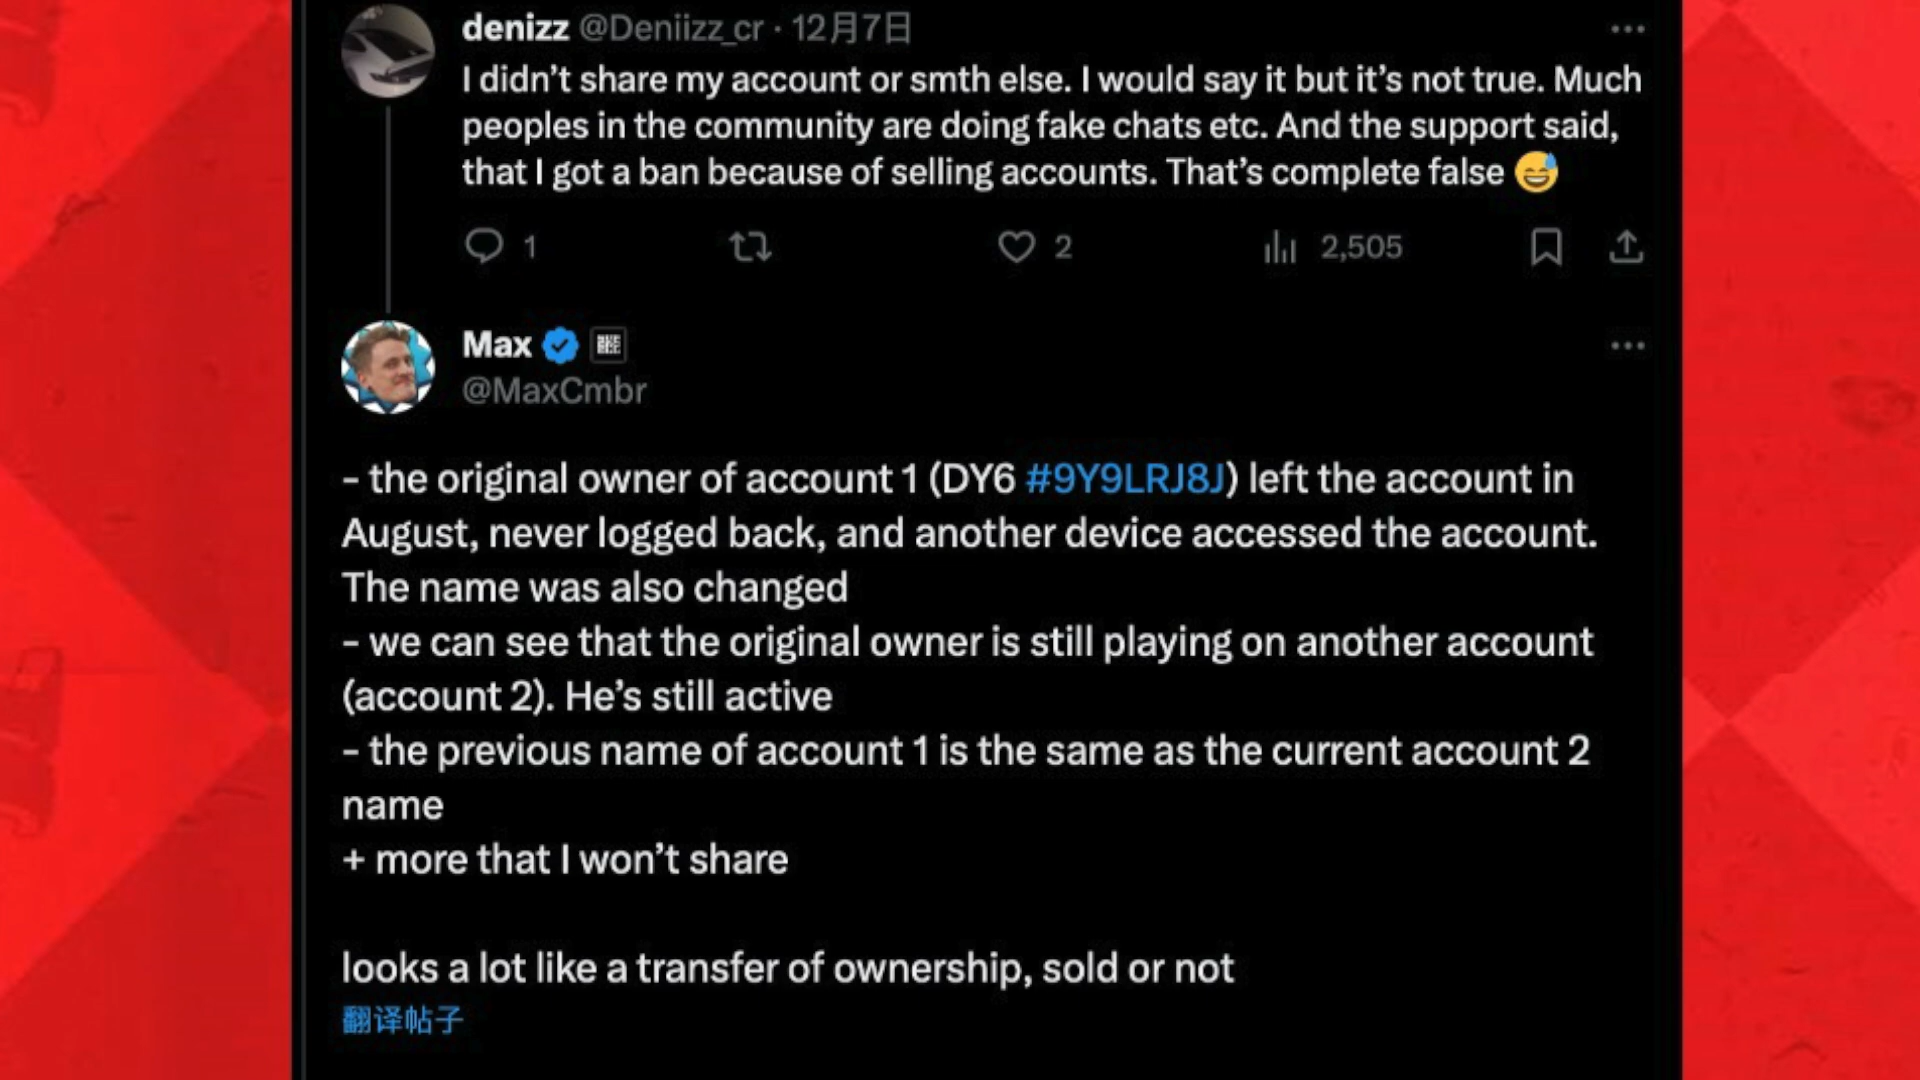 denizz @Deniizz_cr · 12月7日
I didn’t share my account or smth else. I would say it but it’s not true. Much
peoples in the community are doing fake chats etc. And the support said,
that I got a ban because of selling accounts. That’s complete false 😅
1 2 2,505
Max
@MaxCmbr
– the original owner of account 1 (DY6 #9Y9LRJ8J) left the account in
August, never logged back, and another device accessed the account.
The name was also changed
– we can see that the original owner is still playing on another account
(account 2). He’s still active
– the previous name of account 1 is the same as the current account 2
name
+ more that I won’t share
looks a lot like a transfer of ownership, sold or not
翻译帖子